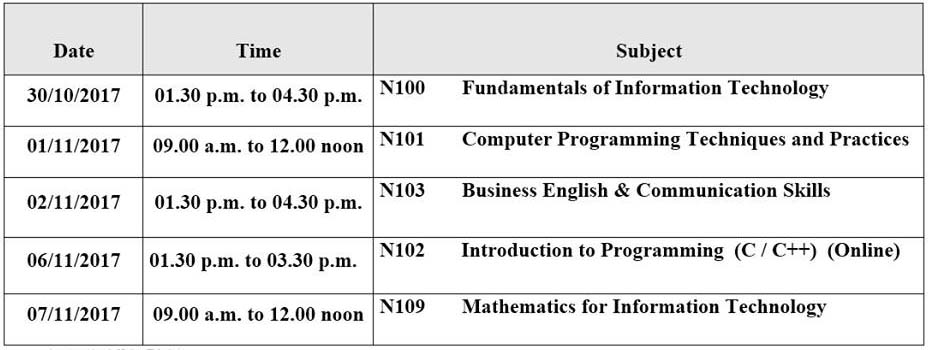 Date Time Subject
30/10/2017 01.30 p.m. to 04.30 p.m. N100 Fundamentals of Information Technology
01/11/2017 09.00 a.m. to 12.00 noon N101 Computer Programming Techniques and Practices
02/11/2017 01.30 p.m. to 04.30 p.m. N103 Business English & Communication Skills
06/11/2017 01.30 p.m. to 03.30 p.m. N102 Introduction to Programming (C / C++) (Online)
07/11/2017 09.00 a.m. to 12.00 noon N109 Mathematics for Information Technology